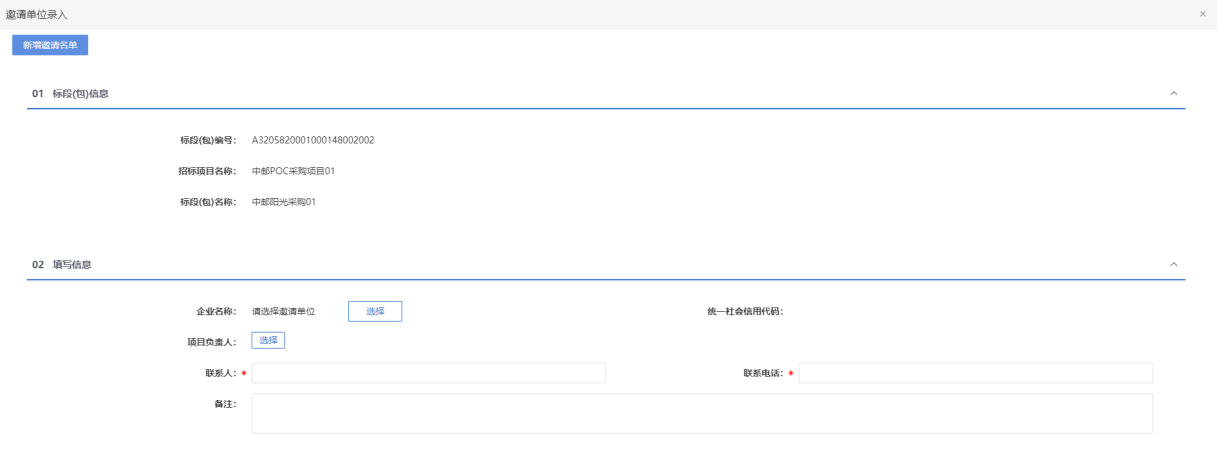 邀请单位录入 ×
新增邀请名单
01 标段(包)信息
标段(包)编号： A3205820001000148002002
招标项目名称： 中邮POC采购项目01
标段(包)名称： 中邮阳光采购01
02 填写信息
企业名称： 请选择邀请单位 选择 统一社会信用代码：
项目负责人： 选择
联系人：* 联系电话：*
备注：